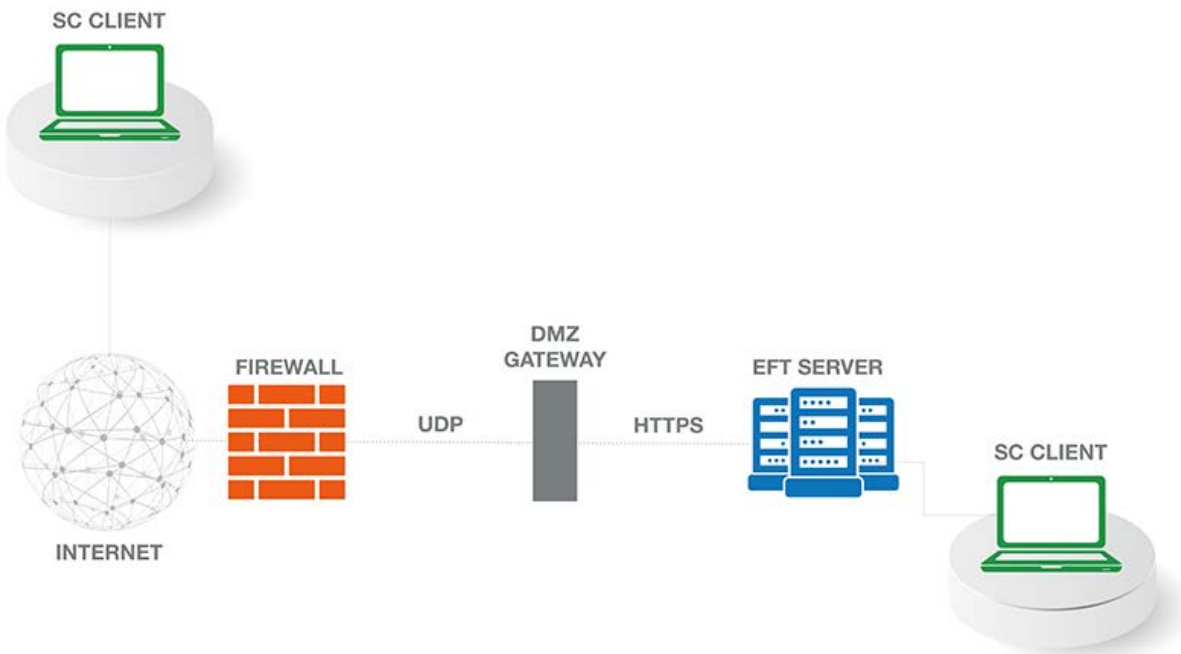 SC CLIENT
FIREWALL
DMZ
GATEWAY
EFT SERVER
UDP
HTTPS
SC CLIENT
INTERNET